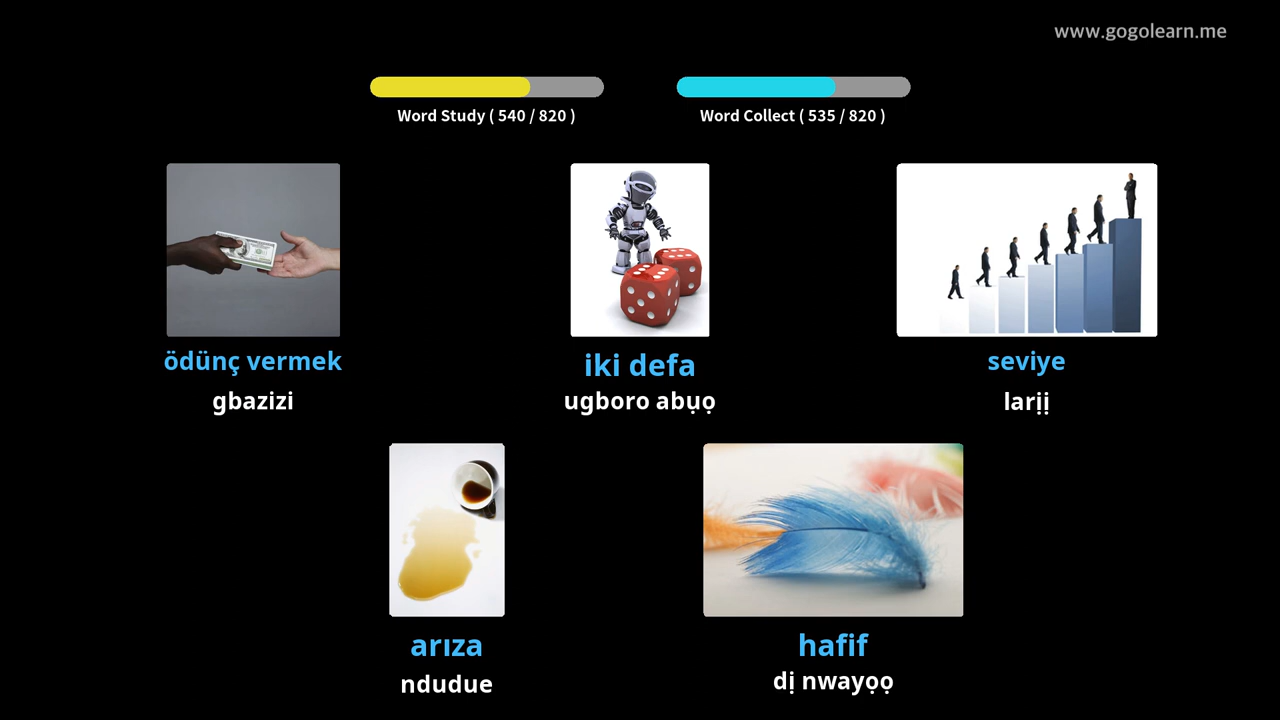 www.gogolearn.me
Word Study ( 540 / 820 )
Word Collect ( 535 / 820 )
ödünç vermek
gbazizi
iki defa
ugboro abụọ
seviye
larịị
arıza
ndudue
hafif
dị nwayọọ